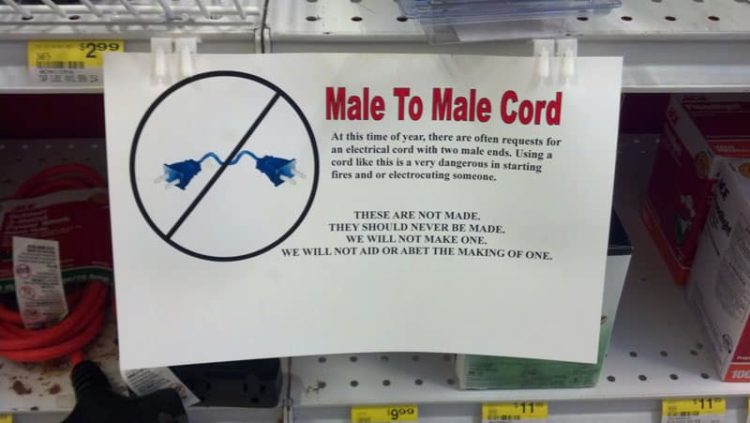 $2.99
Male To Male Cord
At this time of year, there are often requests for
an electrical cord with two male ends. Using a
cord like this is a very dangerous in starting
fires and or electrocuting someone.
THESE ARE NOT MADE.
THEY SHOULD NEVER BE MADE.
WE WILL NOT MAKE ONE.
WE WILL NOT AID OR ABET THE MAKING OF ONE.
ACE
100
$9.99
$11
$11